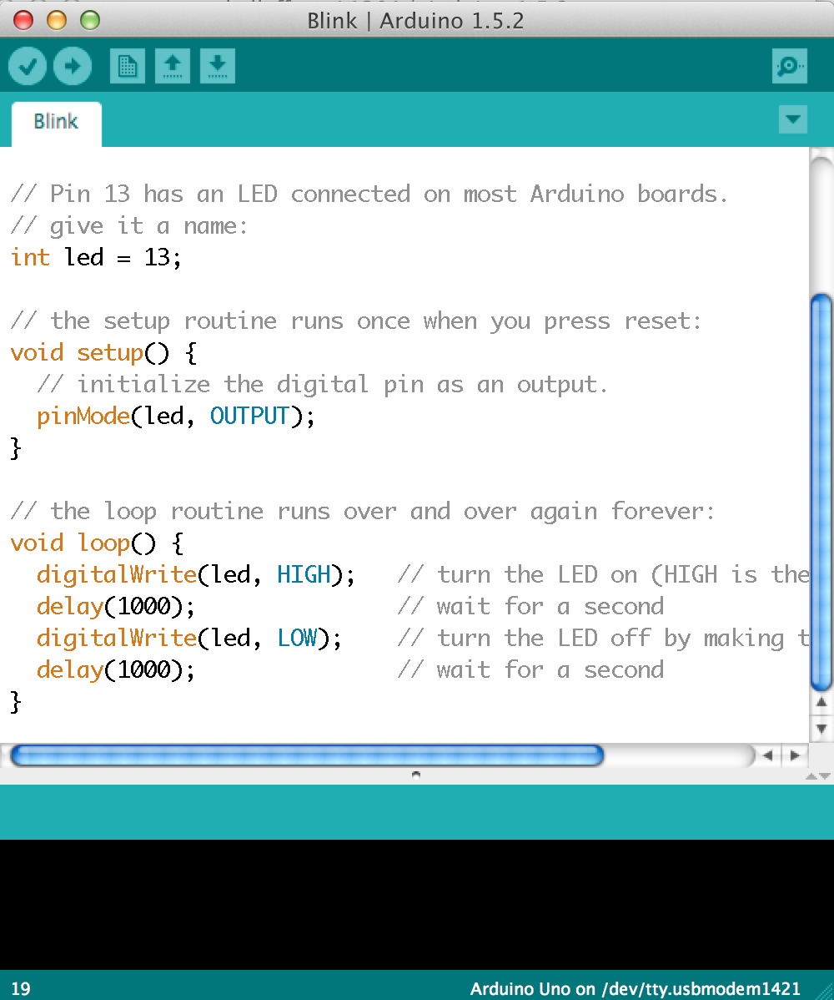 Blink | Arduino 1.5.2
Blink
// Pin 13 has an LED connected on most Arduino boards.
// give it a name:
int led = 13;
// the setup routine runs once when you press reset:
void setup() {
  // initialize the digital pin as an output.
  pinMode(led, OUTPUT);
}
// the loop routine runs over and over again forever:
void loop() {
  digitalWrite(led, HIGH);   // turn the LED on (HIGH is the
  delay(1000);               // wait for a second
  digitalWrite(led, LOW);    // turn the LED off by making t
  delay(1000);               // wait for a second
}
19
Arduino Uno on /dev/tty.usbmodem1421